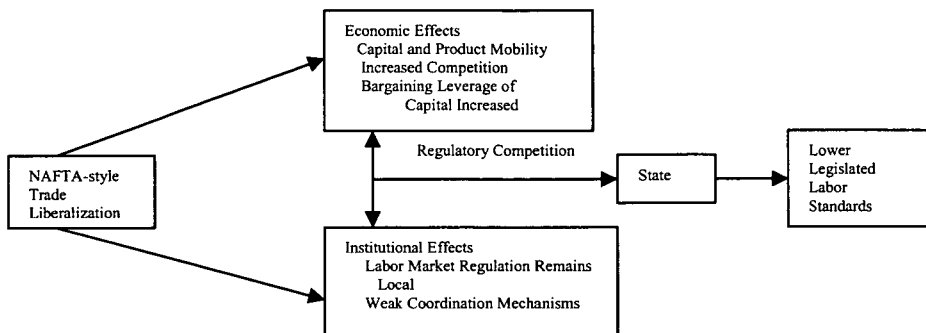 Economic Effects
Capital and Product Mobility
Increased Competition
Bargaining Leverage of
Capital Increased
NAFTA-style
Trade
Liberalization
Regulatory Competition
State
Lower
Legislated
Labor
Standards
Institutional Effects
Labor Market Regulation Remains
Local
Weak Coordination Mechanisms